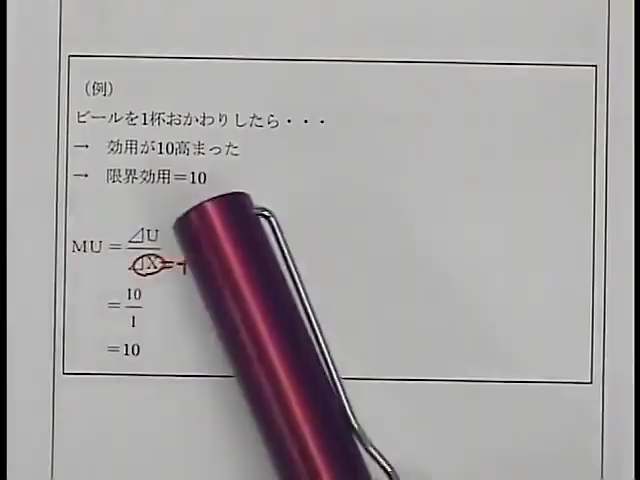 （例）
ビールを1杯おかわりしたら・・・
→ 効用が10高まった
→ 限界効用＝10
MU＝⊿U
⊿X
＝10
1
＝10